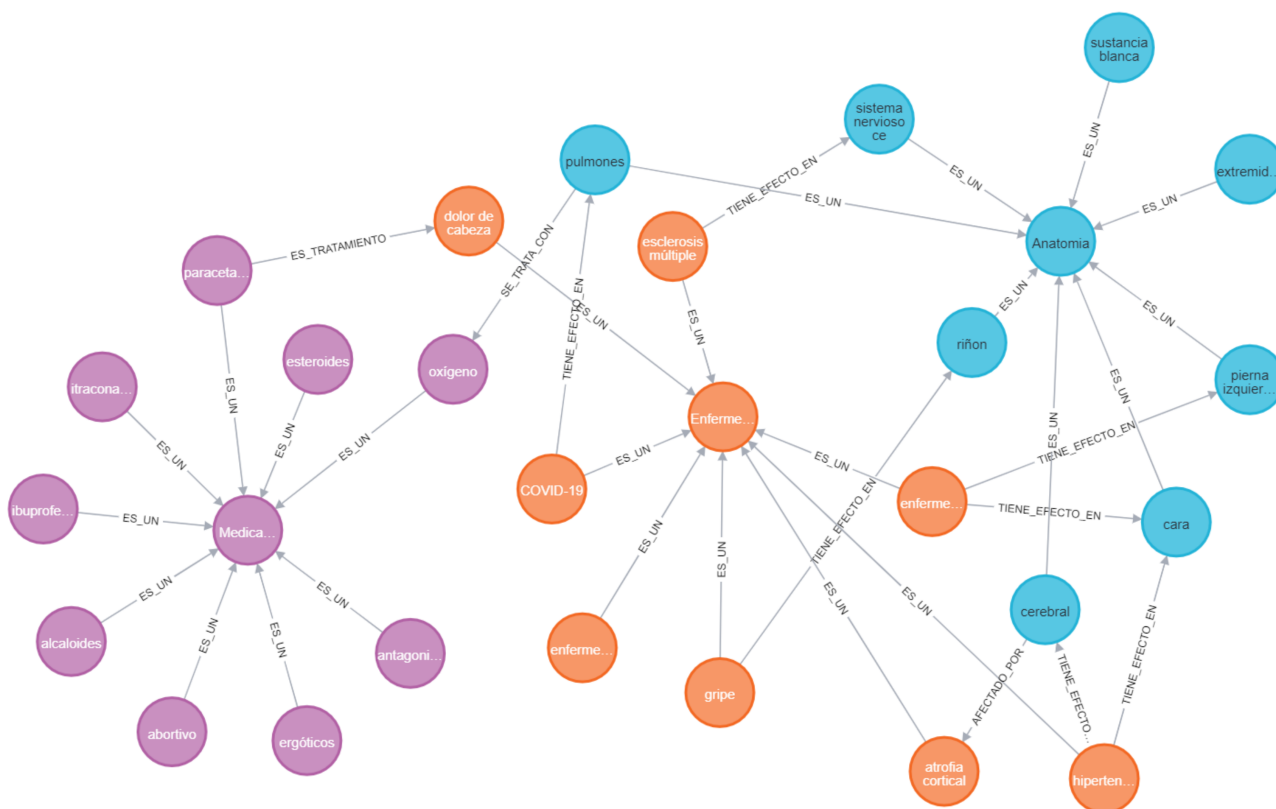 sustancia
blanca
ES_UN
sistema
nervioso
ce
ES_UN
pulmones
TIENE_EFECTO_EN
ES_UN
extremid...
ES_UN
dolor de
cabeza
ES_TRATAMIENTO
esclerosis
múltiple
Anatomia
paraceta...
SE_TRATA_CON
ES_UN
TIENE_EFECTO_EN
ES_UN
ES_UN
riñon
ES_UN
esteroides
oxígeno
itracona...
pierna
izquier...
ES_UN
ES_UN
Enferme...
ES_UN
ES_UN
ES_UN
ES_UN
TIENE_EFECTO_EN
ES_UN
ES_UN
COVID-19
enferme...
TIENE_EFECTO_EN
cara
ibuprofe...
ES_UN
Medica...
TIENE_EFECTO_EN
ES_UN
ES_UN
ES_UN
ES_UN
ES_UN
ES_UN
cerebral
TIENE_EFECTO_EN
alcaloides
ES_UN
ES_UN
ES_UN
antagoni...
enferme...
gripe
AFECTADO_POR
TIENE_EFECTO...
abortivo
ergóticos
atrofia
cortical
hiperten...